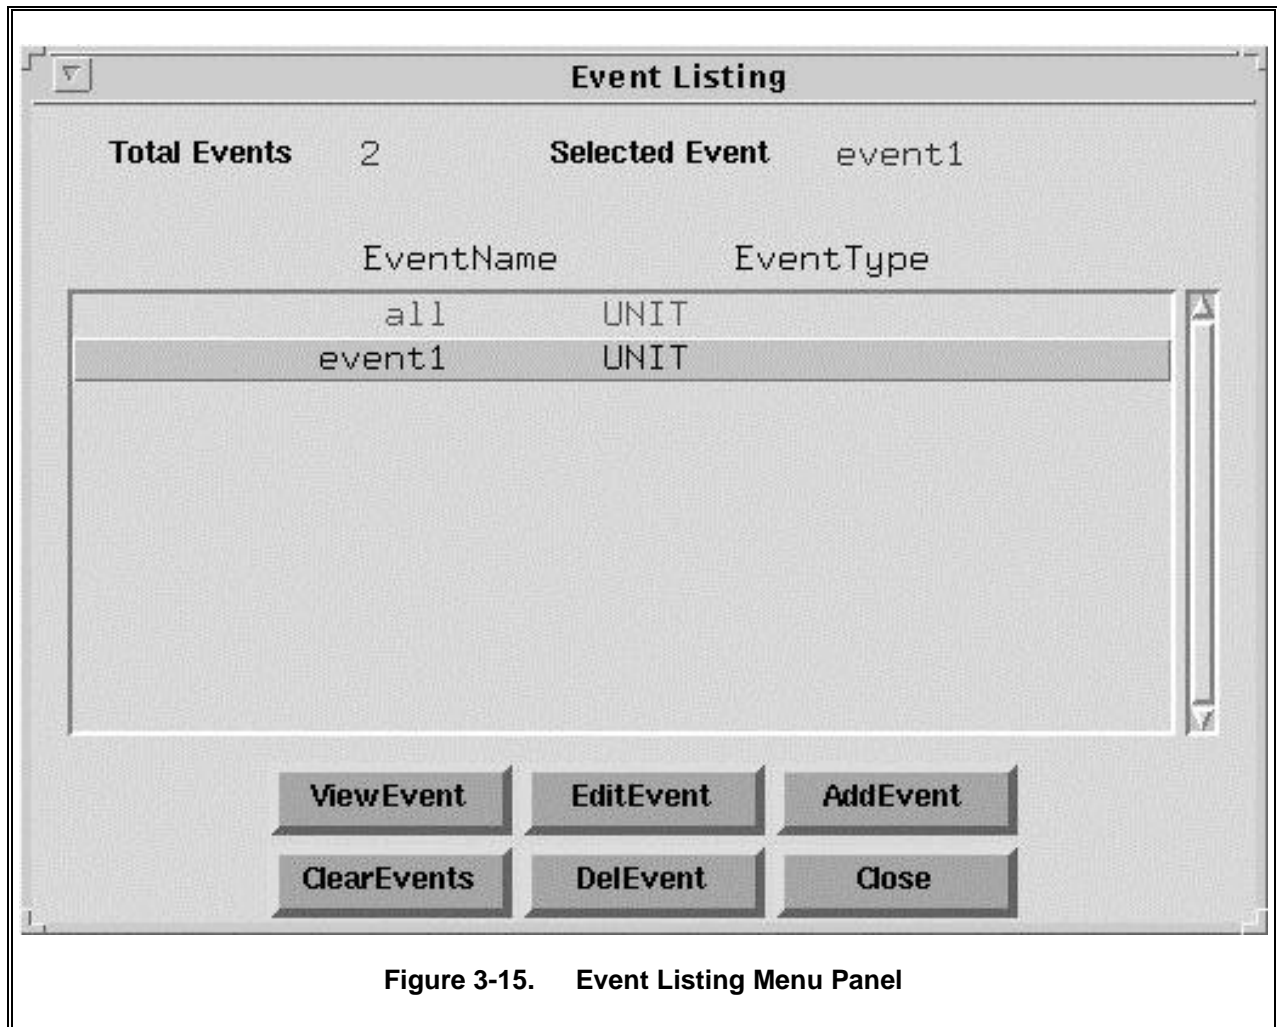 Event Listing
Total Events 2 Selected Event event1
EventName EventType
all UNIT
event1 UNIT
ViewEvent EditEvent AddEvent
ClearEvents DelEvent Close
Figure 3-15. Event Listing Menu Panel